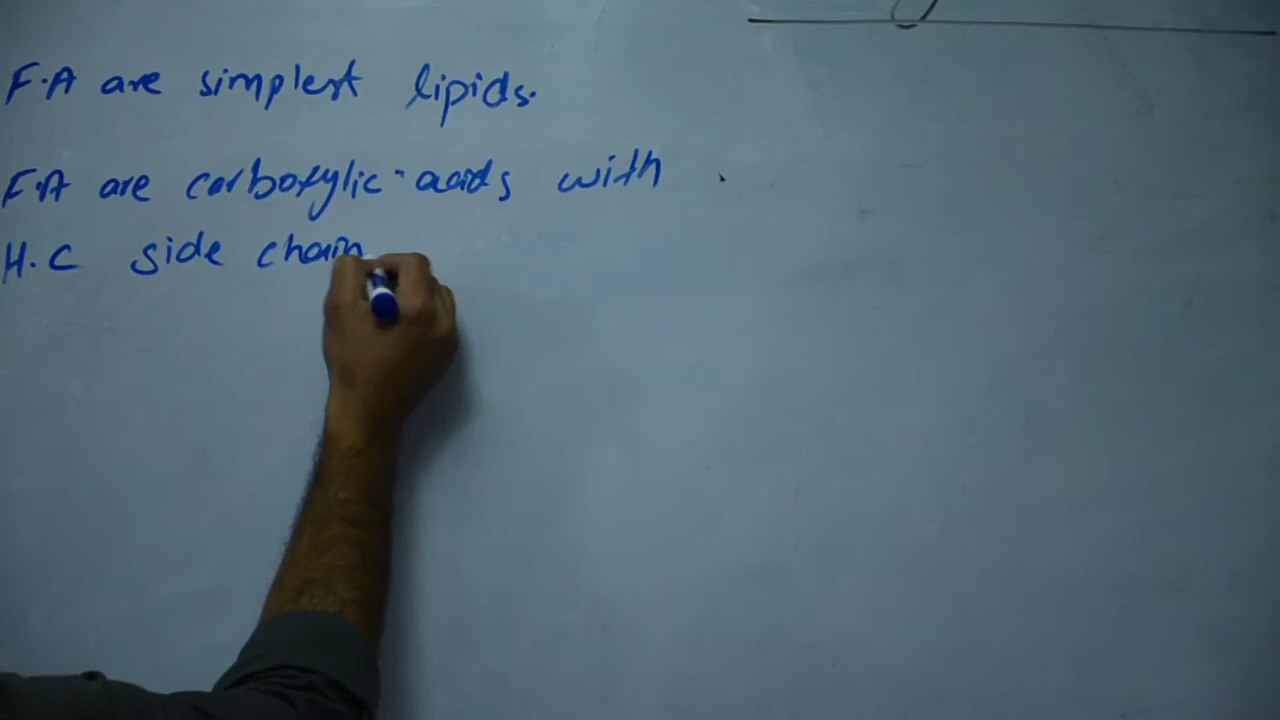 F.A are simplest lipids.
F.A are carboxylic acids with
H.C side chain